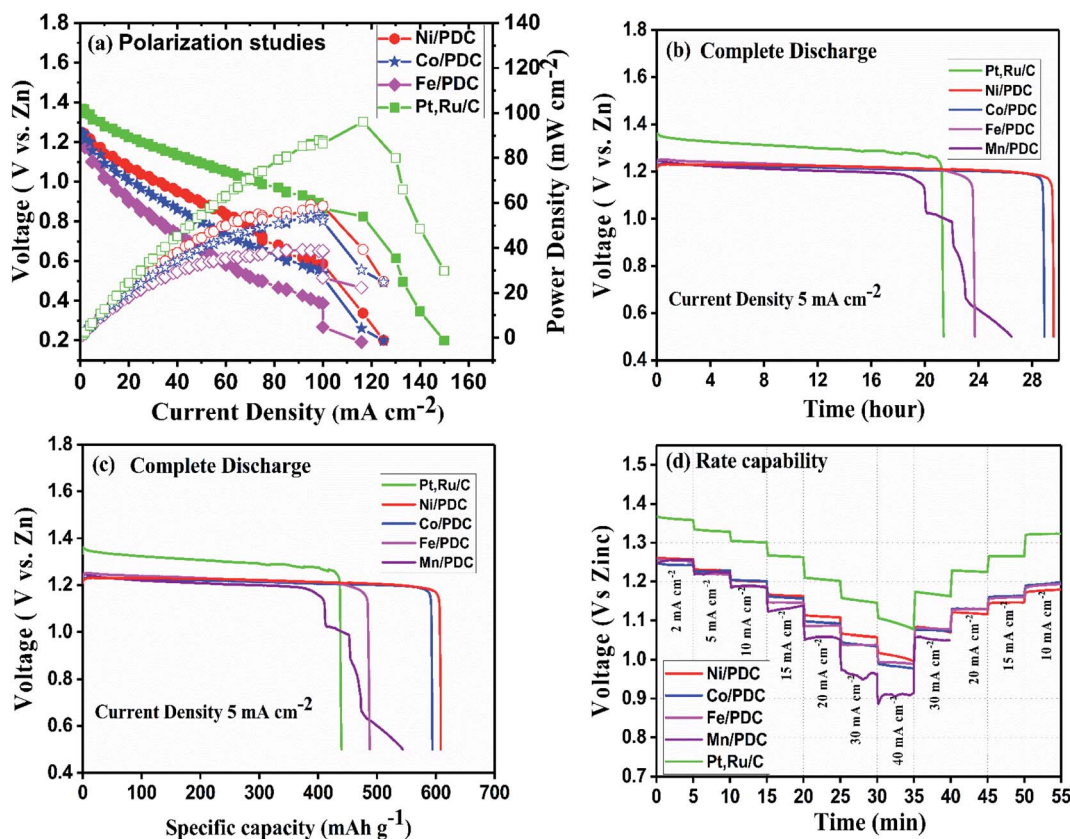 (a) Polarization studies
Ni/PDC
Co/PDC
Fe/PDC
Pt,Ru/C
Voltage ( V vs. Zn)
1.8
1.6
1.4
1.2
1.0
0.8
0.6
0.4
0.2
140
120
100
80
60
40
20
0
Power Density (mW cm-2)
0 20 40 60 80 100 120 140 160
Current Density (mA cm-2)
(b) Complete Discharge
Pt,Ru/C
Ni/PDC
Co/PDC
Fe/PDC
Mn/PDC
Current Density 5 mA cm-2
Voltage ( V vs. Zn)
1.8
1.6
1.4
1.2
1.0
1.2
0.6
0.4
0 4 8 12 16 20 24 28
Time (hour)
(c) Complete Discharge
Pt,Ru/C
Ni/PDC
Co/PDC
Fe/PDC
Mn/PDC
Current Density 5 mA cm-2
Voltage ( V vs. Zn)
1.8
1.6
1.4
1.2
1.0
0.8
0.6
0.4
0 100 200 300 400 500 600 700
Specific capacity (mAh g-1)
(d) Rate capability
2 mA cm-2
5 mA cm-2
10 mA cm-2
15 mA cm-2
20 mA cm-2
30 mA cm-2
40 mA cm-2
30 mA cm-2
20 mA cm-2
15 mA cm-2
10 mA cm-2
Ni/PDC
Co/PDC
Fe/PDC
Mn/PDC
Pt,Ru/C
Voltage (Vs Zinc)
1.5
1.4
1.3
1.2
1.1
1.0
0.9
0.8
0.7
0 5 10 15 20 25 30 35 40 45 50 55
Time (min)